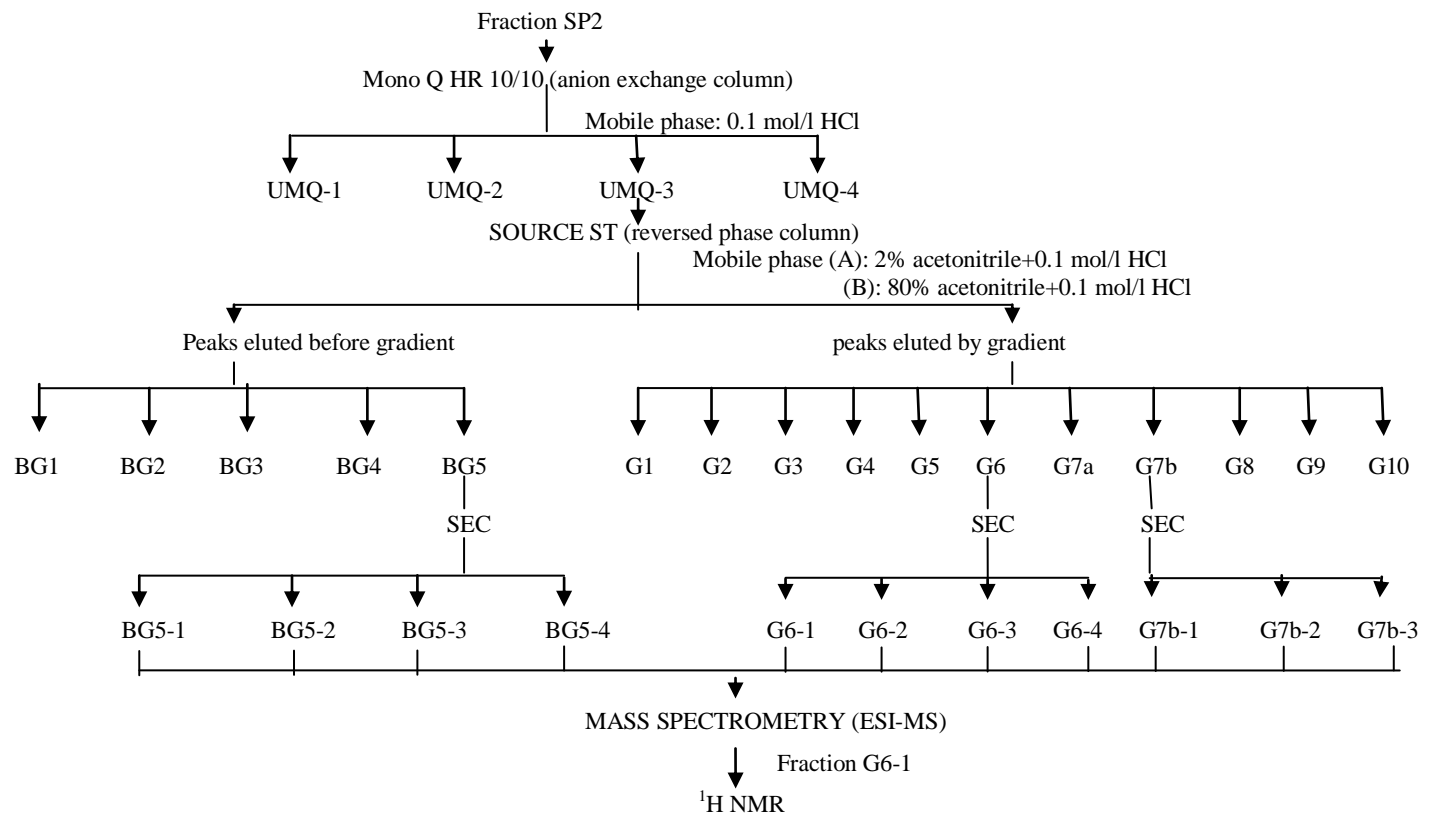 Fraction SP2
Mono Q HR 10/10 (anion exchange column)
Mobile phase: 0.1 mol/l HCl
UMQ-1 UMQ-2 UMQ-3 UMQ-4
SOURCE ST (reversed phase column)
Mobile phase (A): 2% acetonitrile+0.1 mol/l HCl
(B): 80% acetonitrile+0.1 mol/l HCl
Peaks eluted before gradient peaks eluted by gradient
BG1 BG2 BG3 BG4 BG5 G1 G2 G3 G4 G5 G6 G7a G7b G8 G9 G10
SEC SEC SEC
BG5-1 BG5-2 BG5-3 BG5-4 G6-1 G6-2 G6-3 G6-4 G7b-1 G7b-2 G7b-3
MASS SPECTROMETRY (ESI-MS)
Fraction G6-1
¹H NMR